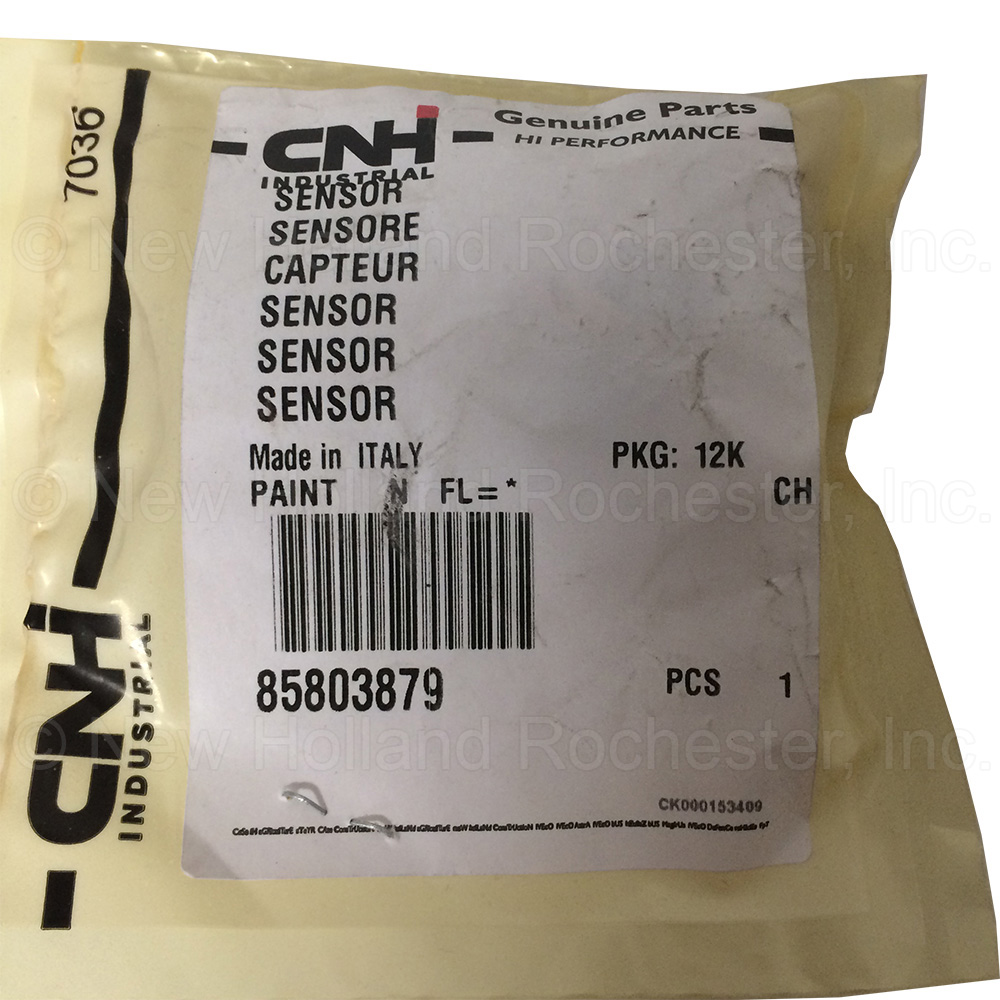 7036
CNH
INDUSTRIAL
Genuine Parts
HI PERFORMANCE
SENSOR
SENSORE
CAPTEUR
SENSOR
SENSOR
SENSOR
Made in ITALY PKG: 12K
PAINT N FL=* CH
85803879 PCS 1
CK000153409
CNH
INDUSTRIAL
© New Holland Rochester, Inc.
© New Holland Rochester, Inc.
© New Holland Rochester, Inc.